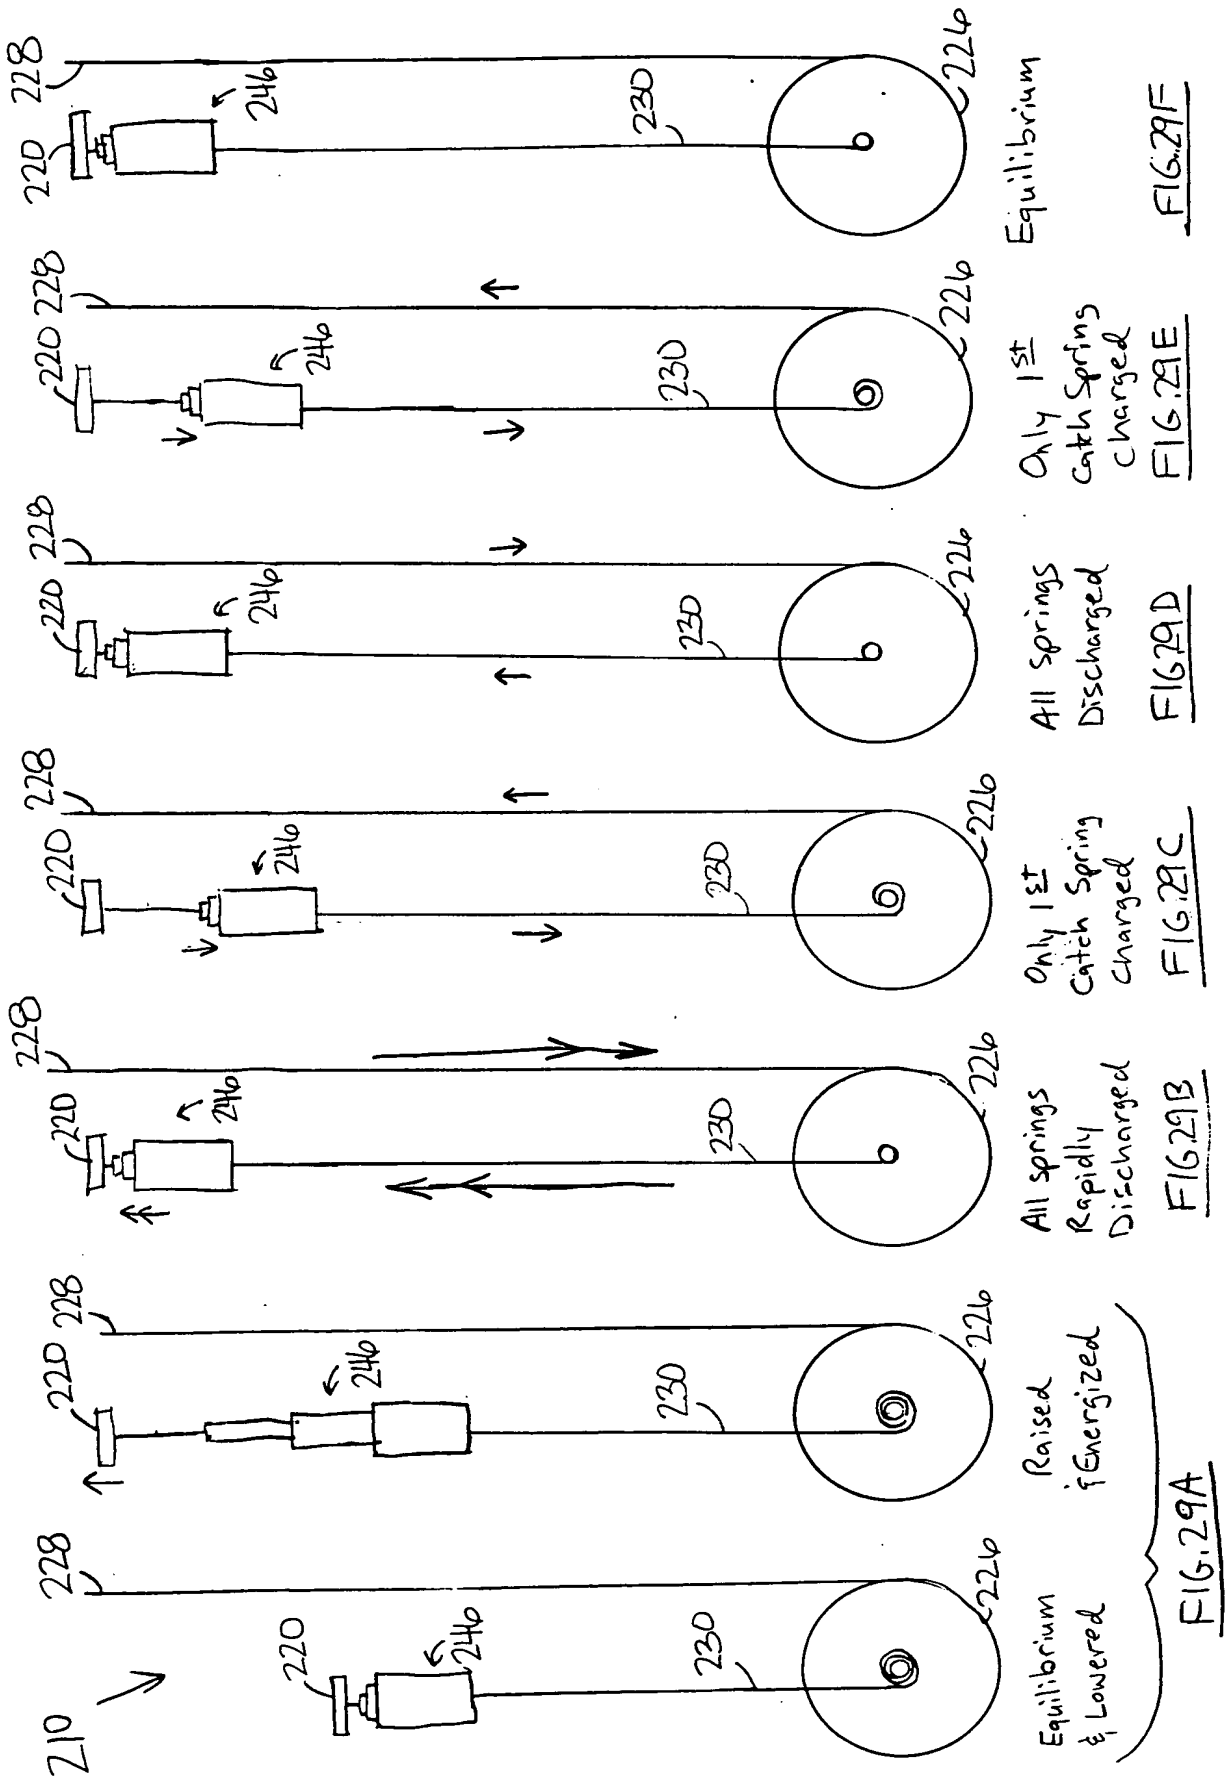 210
228
220
246
230
226
Equilibrium
& Lowered
220
228
246
230
226
Raised
& Energized
FIG. 29A
228
220
246
230
226
All springs
Rapidly
Discharged
FIG. 29B
228
220
246
230
226
Only 1st
Catch Spring
Charged
FIG. 29C
228
220
246
230
226
All Springs
Discharged
FIG 29D
228
220
246
230
226
Only 1st
Catch Spring
Charged
FIG. 29E
228
220
246
230
226
Equilibrium
FIG. 29F